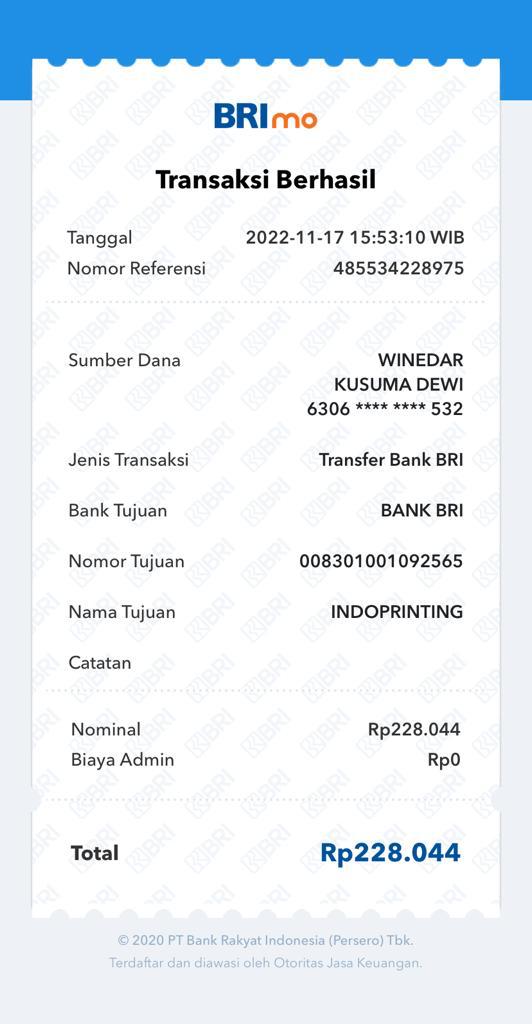 BRImo
Transaksi Berhasil
Tanggal 2022-11-17 15:53:10 WIB
Nomor Referensi 485534228975
Sumber Dana WINEDAR
KUSUMA DEWI
6306 **** **** 532
Jenis Transaksi Transfer Bank BRI
Bank Tujuan BANK BRI
Nomor Tujuan 008301001092565
Nama Tujuan INDOPRINTING
Catatan
Nominal Rp228.044
Biaya Admin Rp0
Total Rp228.044
© 2020 PT Bank Rakyat Indonesia (Persero) Tbk.
Terdaftar dan diawasi oleh Otoritas Jasa Keuangan.